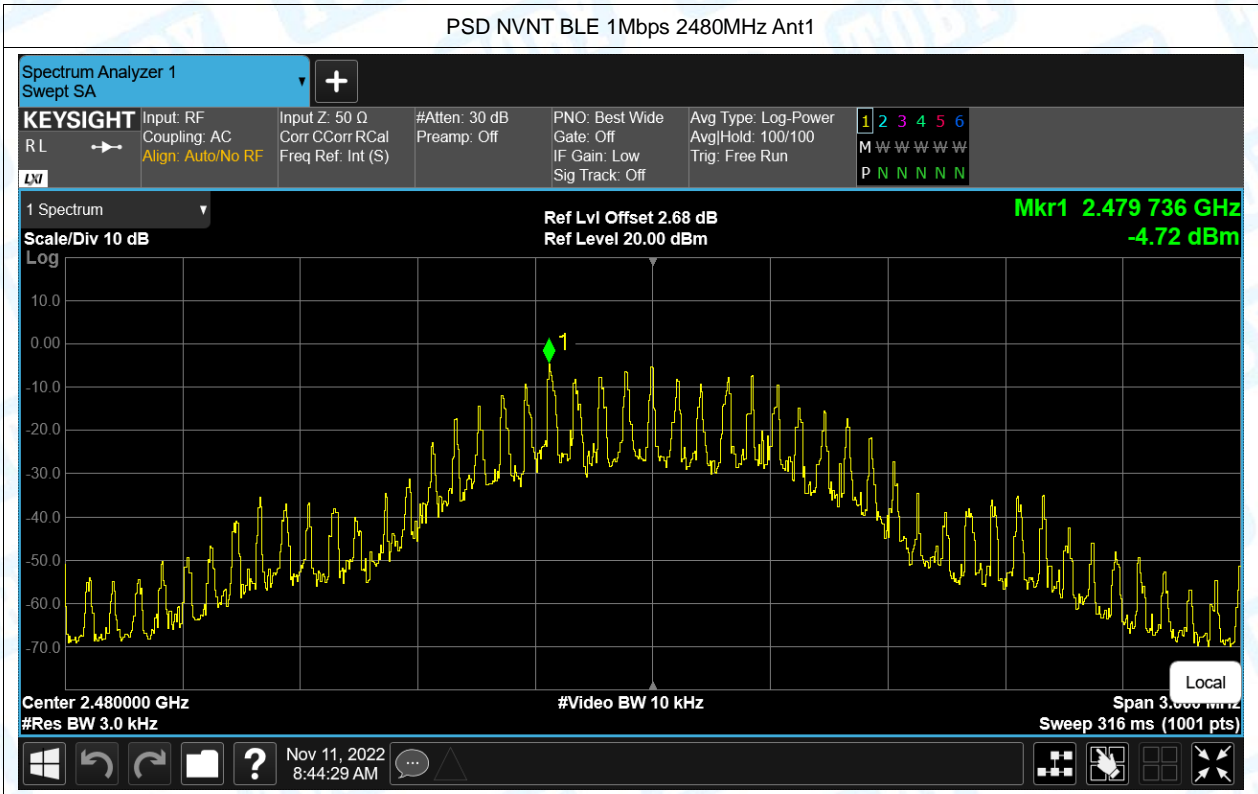 PSD NVNT BLE 1Mbps 2480MHz Ant1
Spectrum Analyzer 1
Swept SA
KEYSIGHT
R L
LXI
Input: RF
Coupling: AC
Align: Auto/No RF
Input Z: 50 Ω
Corr CCorr RCal
Freq Ref: Int (S)
#Atten: 30 dB
Preamp: Off
PNO: Best Wide
Gate: Off
IF Gain: Low
Sig Track: Off
Avg Type: Log-Power
Avg|Hold: 100/100
Trig: Free Run
1 2 3 4 5 6
M W W W W W
P N N N N N
1 Spectrum
Scale/Div 10 dB
Ref Lvl Offset 2.68 dB
Ref Level 20.00 dBm
Mkr1 2.479 736 GHz
-4.72 dBm
Log
10.0
0.00
-10.0
-20.0
-30.0
-40.0
-50.0
-60.0
-70.0
1
Local
Center 2.480000 GHz
#Res BW 3.0 kHz
#Video BW 10 kHz
Span 3.000 MHz
Sweep 316 ms (1001 pts)
Nov 11, 2022
8:44:29 AM